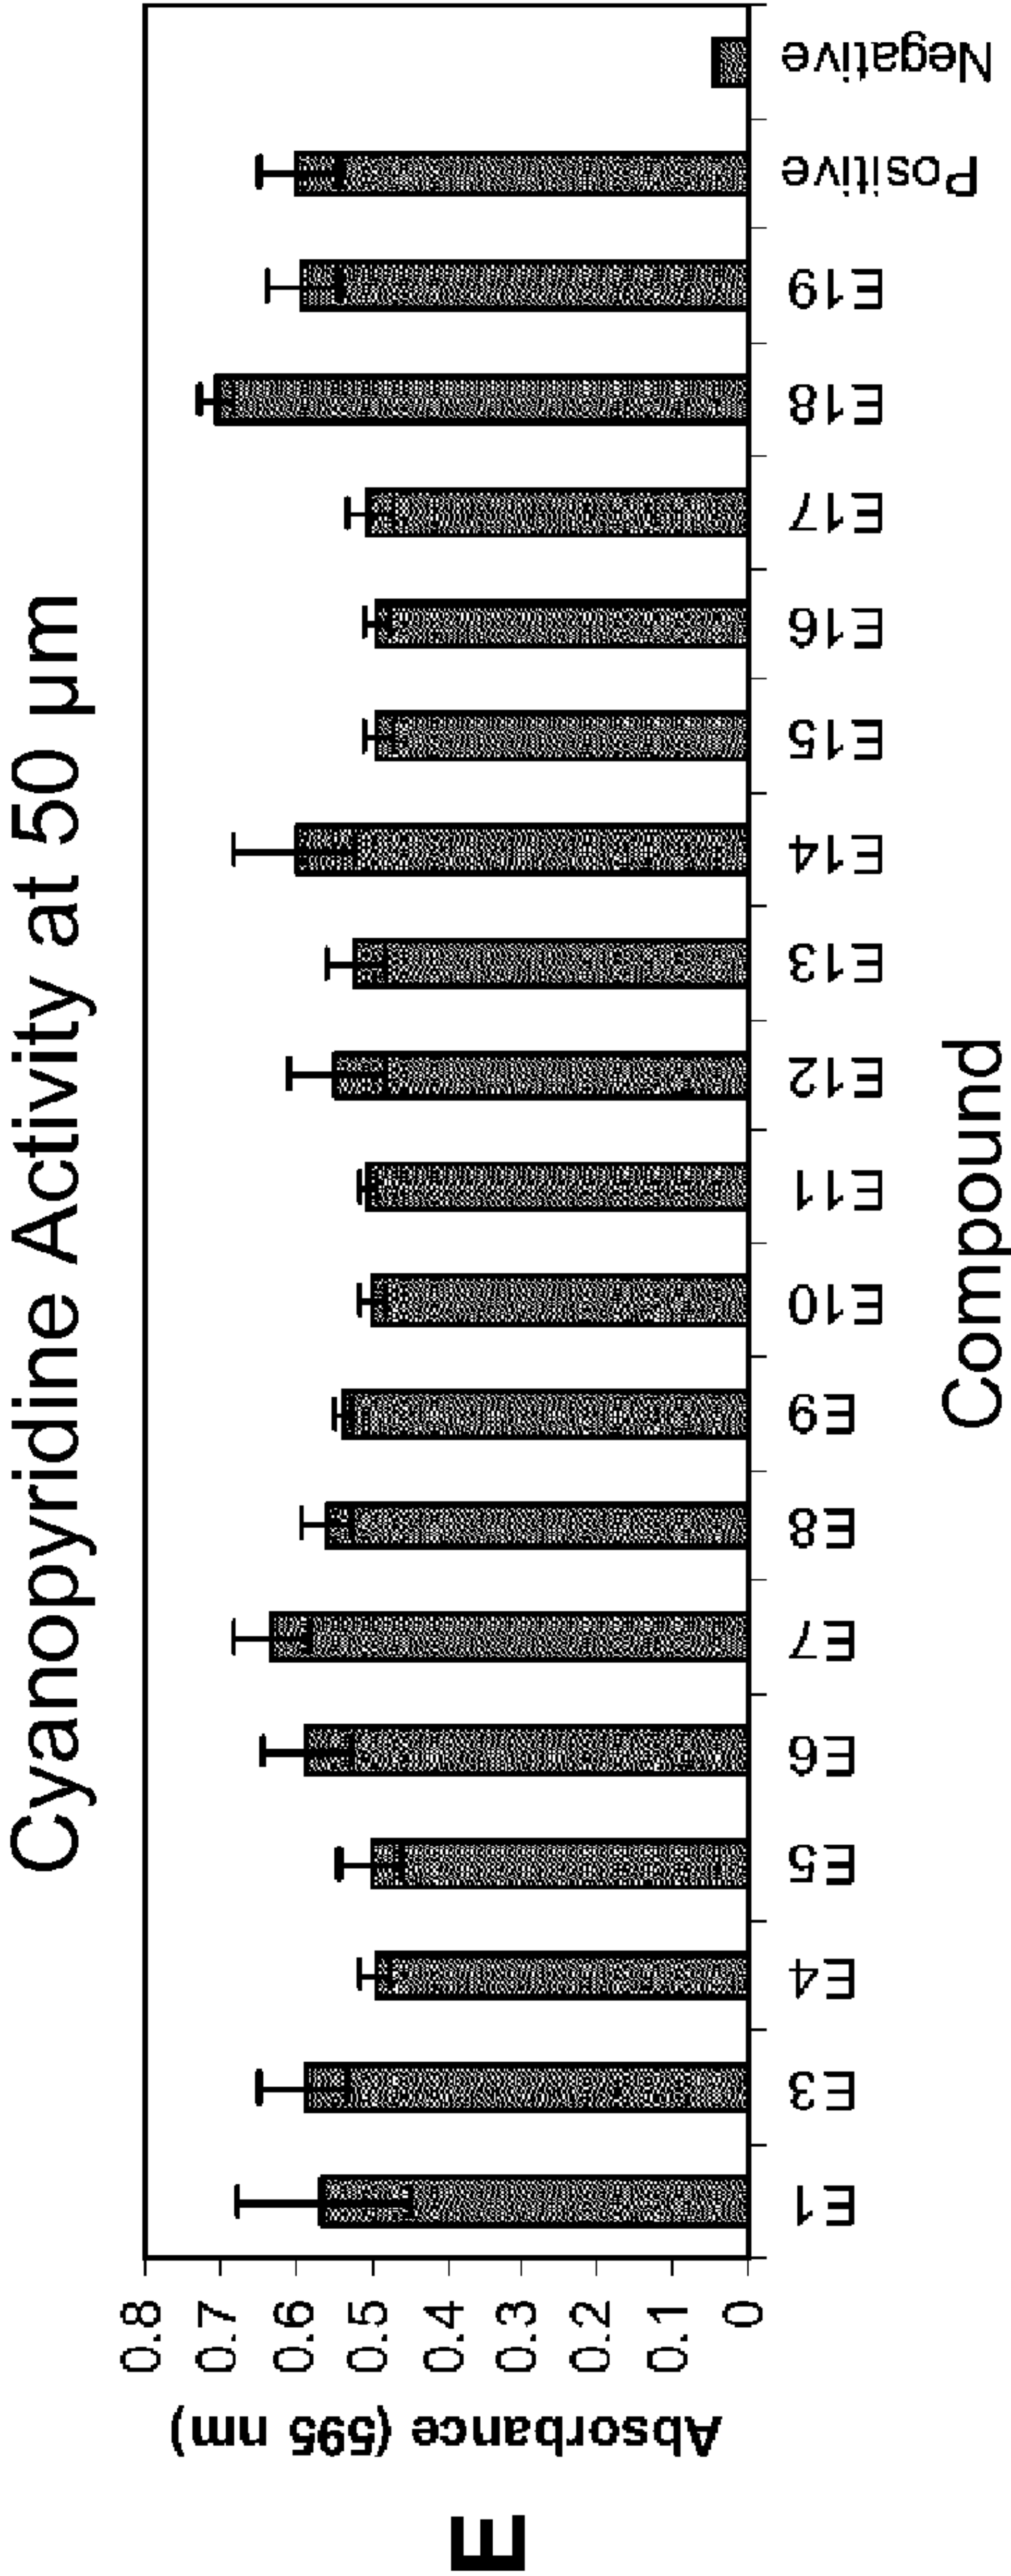 E
Cyanopyridine Activity at 50 µm
Absorbance (595 nm)
0.8
0.7
0.6
0.5
0.4
0.3
0.2
0.1
0
E1 E3 E4 E5 E6 E7 E8 E9 E10 E11 E12 E13 E14 E15 E16 E17 E18 E19 Positive Negative
Compound